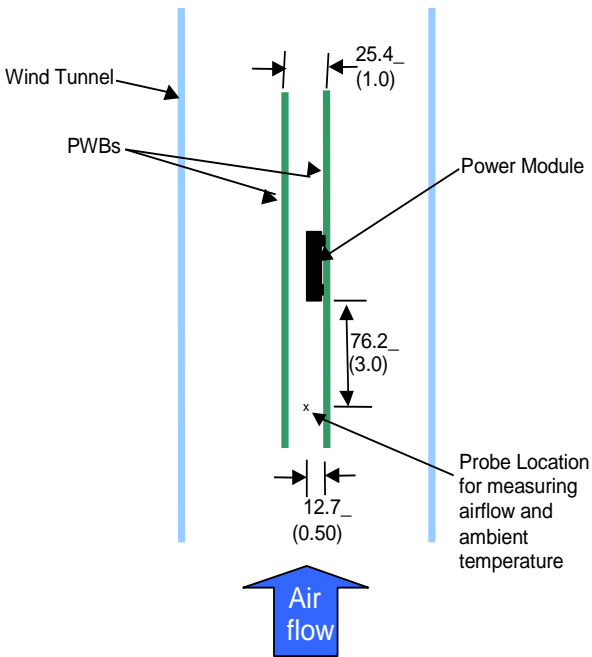 25.4_
(1.0)
Wind Tunnel
PWBs
Power Module
76.2_
(3.0)
x
Probe Location
for measuring
airflow and
ambient
temperature
12.7_
(0.50)
Air
flow